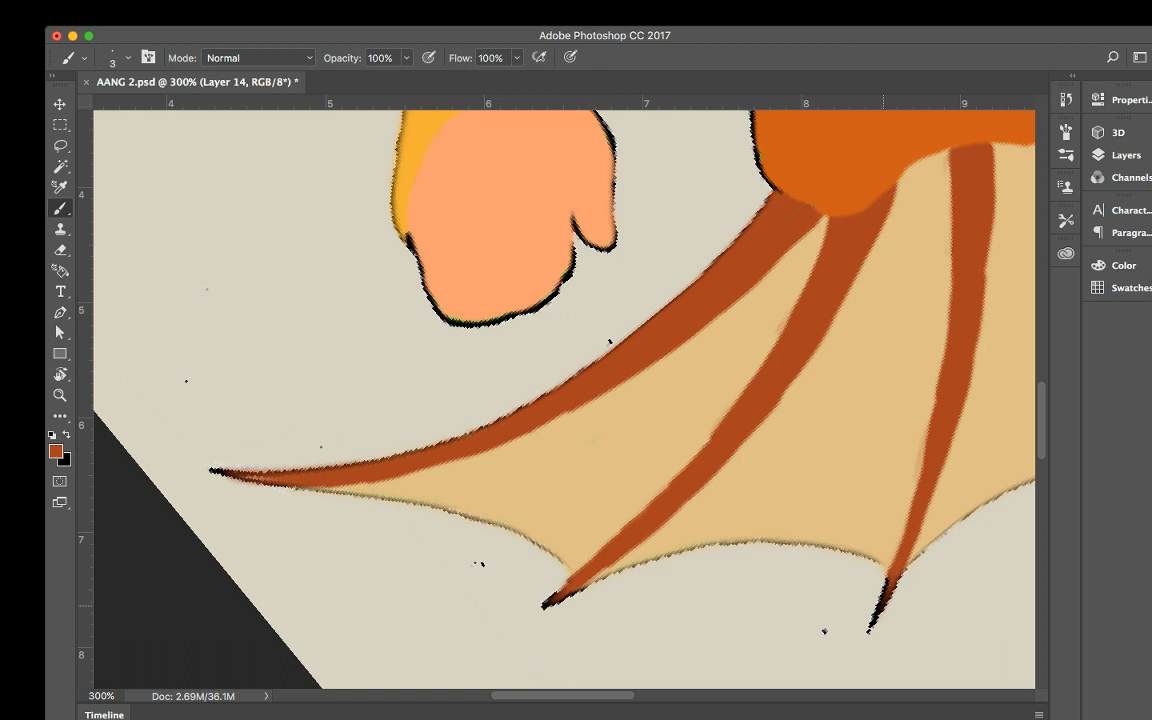 Adobe Photoshop CC 2017
3 Mode: Normal Opacity: 100% Flow: 100%
× AANG 2.psd @ 300% (Layer 14, RGB/8*) *
4 5 6 7 8 9
4
5
6
7
8
T
Properti...
3D
Layers
Channels
A Charact...
Paragra...
Color
Swatches
300% Doc: 2.69M/36.1M
Timeline